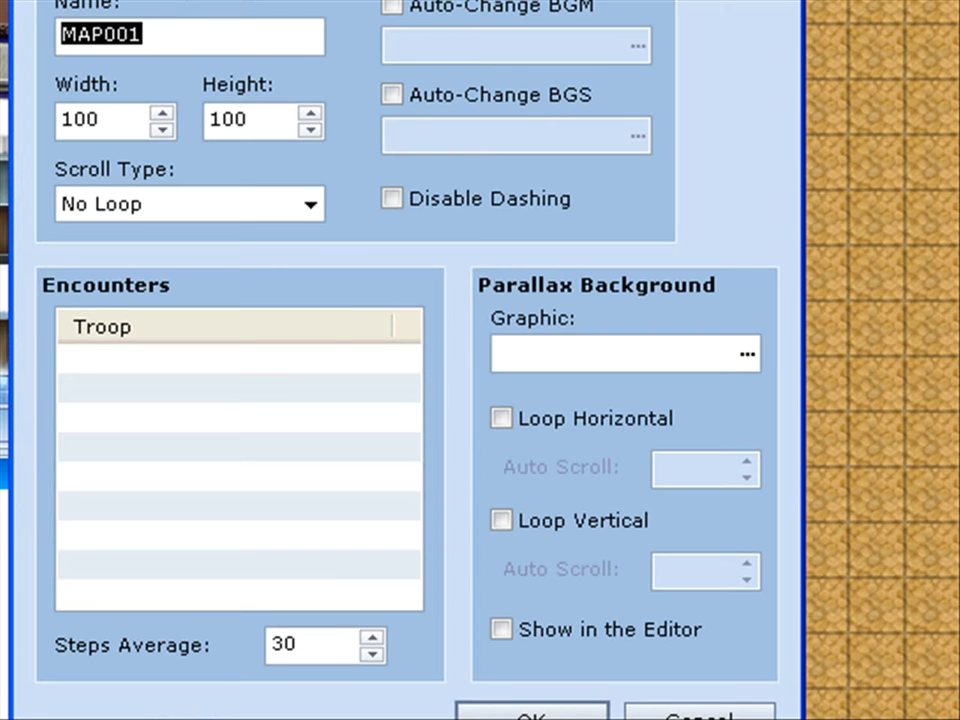 Name:
MAP001
Width:
Height:
100
100
Scroll Type:
No Loop
Auto-Change BGM
...
Auto-Change BGS
...
Disable Dashing
Encounters
Troop
Steps Average:
30
Parallax Background
Graphic:
...
Loop Horizontal
Auto Scroll:
Loop Vertical
Auto Scroll:
Show in the Editor
OK
Cancel